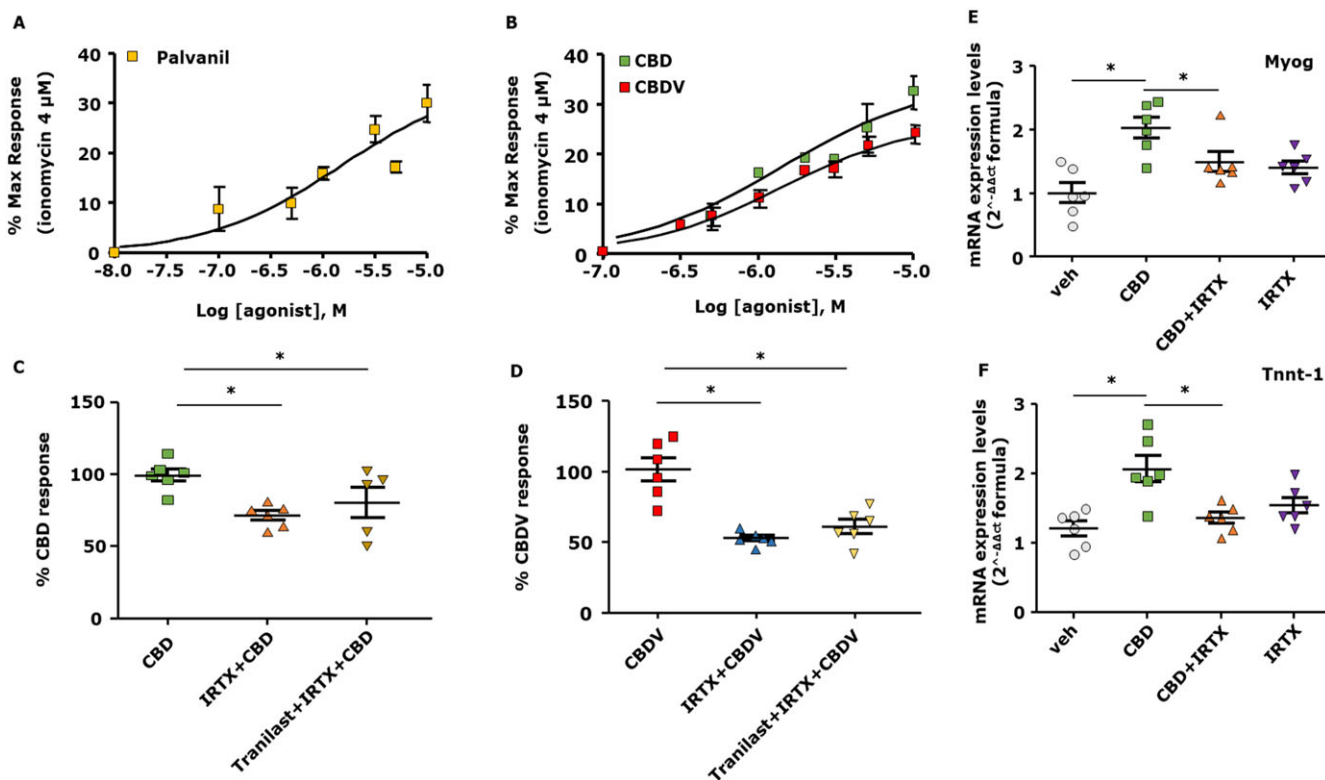 A
Palvanil
% Max Response
(ionomycin 4 µM)
40
30
20
10
0
-8.0
-7.0
-6.5
-6.0
-5.5
-5.0
Log [agonist], M
B
CBD
CBDV
% Max Response
(ionomycin 4 µM)
40
30
20
10
0
-7.0
-6.5
-6.0
-5.5
-5.0
Log [agonist], M
E
Myog
mRNA expression levels
(2^-ΔΔct formula)
3
2
1
0
* *
veh
CBD
CBD+IRTX
IRTX
C
% CBD response
150
100
50
0
*
*
CBD
IRTX+CBD
Tranilast+IRTX+CBD
D
% CBDV response
150
100
50
0
*
*
CBDV
IRTX+CBDV
Tranilast+IRTX+CBDV
F
Tnnt-1
mRNA expression levels
(2^-ΔΔct formula)
3
2
1
0
* *
veh
CBD
CBD+IRTX
IRTX